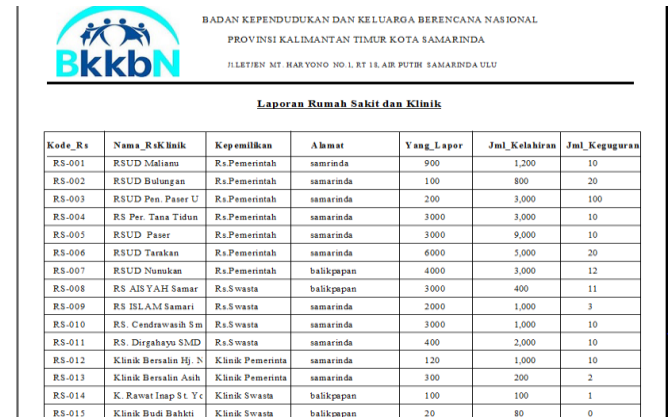 BkkbN
BADAN KEPENDUDUKAN DAN KELUARGA BERENCANA NASIONAL
PROVINSI KALIMANTAN TIMUR KOTA SAMARINDA
Jl.LETJEN MT. HARYONO NO.1, RT 18, AIR PUTIH SAMARINDA ULU
Laporan Rumah Sakit dan Klinik
Kode_Rs Nama_RsKlinik Kepemilikan Alamat Yang_Lapor Jml_Kelahiran Jml_Keguguran
RS-001 RSUD Malianu Rs.Pemerintah samrinda 900 1,200 10
RS-002 RSUD Bulungan Rs.Pemerintah samarinda 100 800 20
RS-003 RSUD Pen. Paser U Rs.Pemerintah samarinda 200 3,000 100
RS-004 RS Per. Tana Tidun Rs.Pemerintah samarinda 3000 3,000 10
RS-005 RSUD Paser Rs.Pemerintah samarinda 3000 9,000 10
RS-006 RSUD Tarakan Rs.Pemerintah samarinda 6000 5,000 20
RS-007 RSUD Nunukan Rs.Pemerintah balikpapan 4000 3,000 12
RS-008 RS AISYAH Samar Rs.Swasta balikpapan 3000 400 11
RS-009 RS ISLAM Samari Rs.Swasta samarinda 2000 1,000 3
RS-010 RS. Cendrawasih Sm Rs.Swasta samarinda 3000 1,000 10
RS-011 RS. Dirgahayu SMD Rs.Swasta samarinda 400 2,000 10
RS-012 Klinik Bersalin Hj. N Klinik Pemerinta samarinda 120 1,000 10
RS-013 Klinik Bersalin Asih Klinik Pemerinta samarinda 300 200 2
RS-014 K. Rawat Inap St. Yo Klinik Swasta balikpapan 100 100 1
RS-015 Klinik Budi Bahkti Klinik Swasta balikpapan 20 80 0